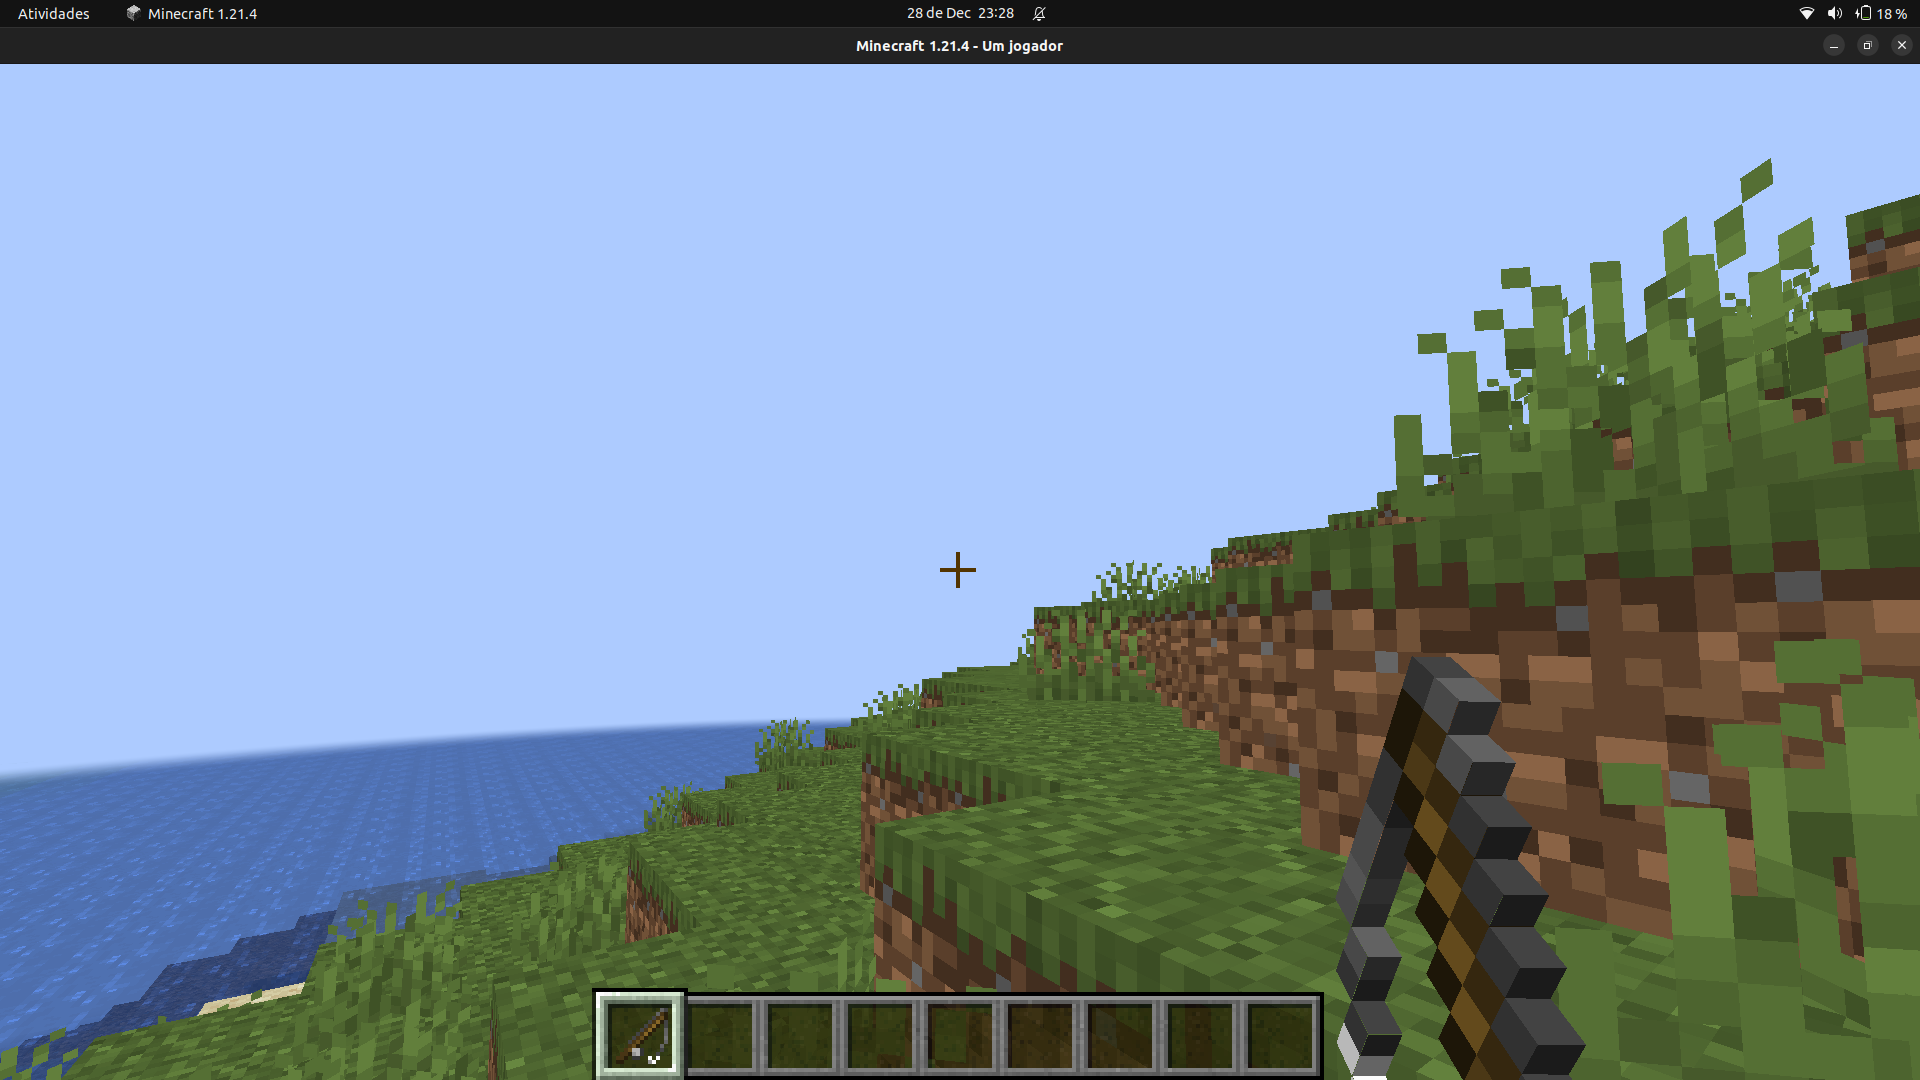 Atividades Minecraft 1.21.4 28 de Dec 23:28 18 %
Minecraft 1.21.4 - Um jogador